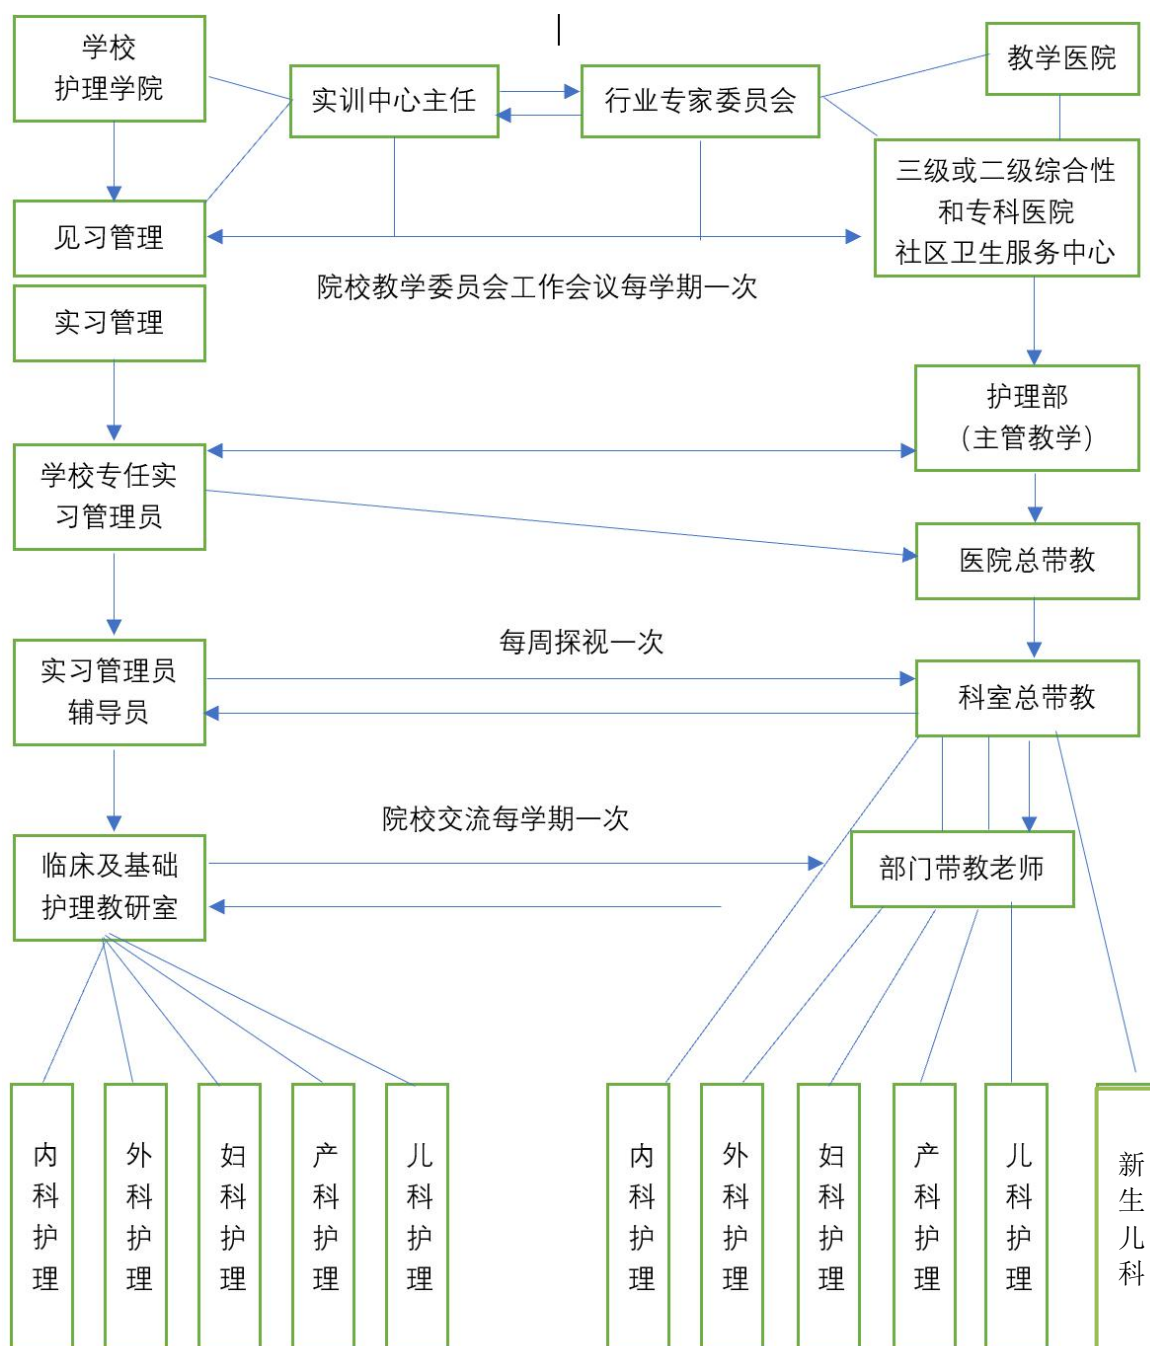 学校
护理学院
实训中心主任
行业专家委员会
教学医院
三级或二级综合性
和专科医院
社区卫生服务中心
见习管理
院校教学委员会工作会议每学期一次
实习管理
护理部
（主管教学）
学校专任实
习管理员
医院总带教
每周探视一次
实习管理员
辅导员
科室总带教
院校交流每学期一次
临床及基础
护理教研室
部门带教老师
内科护理
外科护理
妇科护理
产科护理
儿科护理
内科护理
外科护理
妇科护理
产科护理
儿科护理
新生儿科